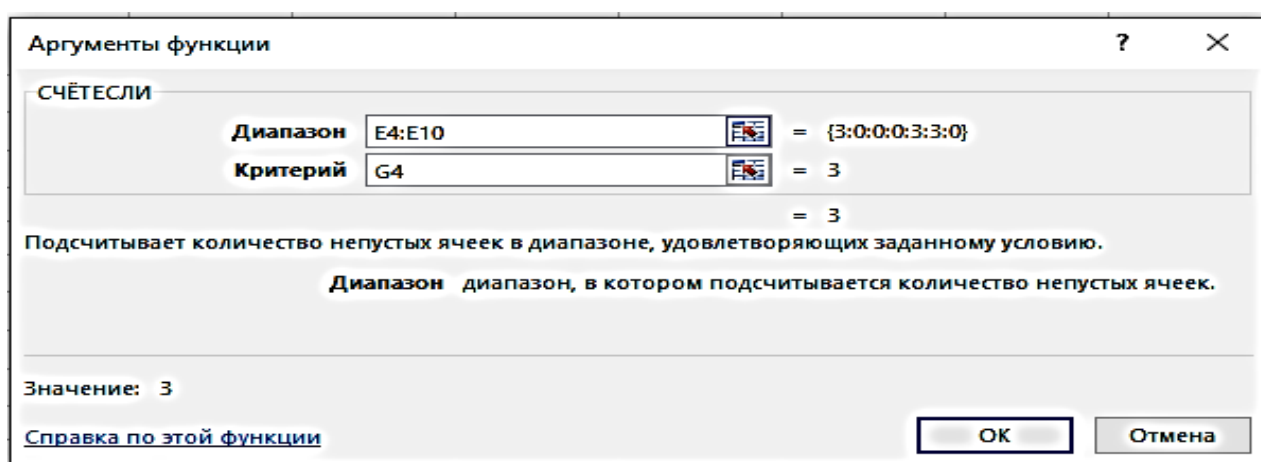 Аргументы функции ? ×
СЧЁТЕСЛИ
Диапазон E4:E10 = {3:0:0:0:3:3:0}
Критерий G4 = 3
= 3
Подсчитывает количество непустых ячеек в диапазоне, удовлетворяющих заданному условию.
Диапазон диапазон, в котором подсчитывается количество непустых ячеек.
Значение: 3
Справка по этой функции ОК Отмена